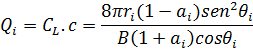 Qᵢ = C_L. c = 8πrᵢ(1 − aᵢ)sen²θᵢ / B(1 + aᵢ)cosθᵢ